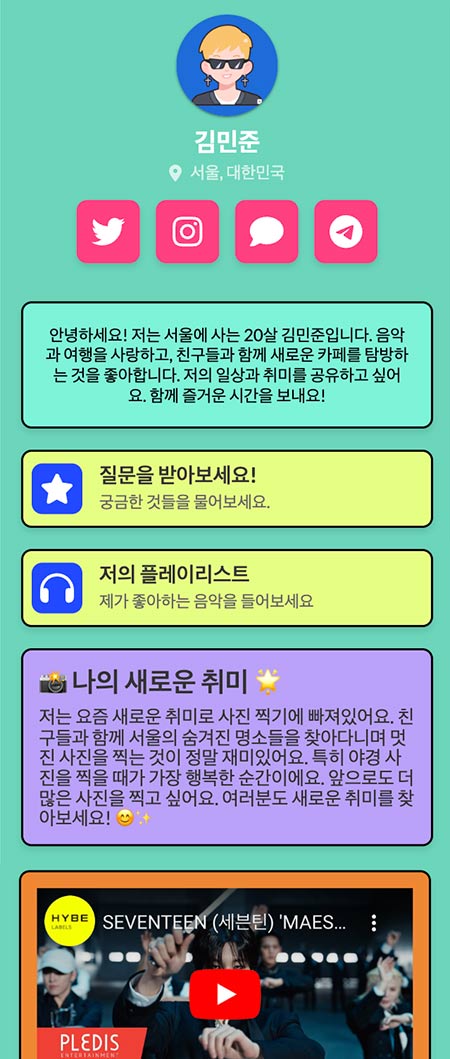 김민준
서울, 대한민국
안녕하세요! 저는 서울에 사는 20살 김민준입니다. 음악
과 여행을 사랑하고, 친구들과 함께 새로운 카페를 탐방하
는 것을 좋아합니다. 저의 일상과 취미를 공유하고 싶어
요. 함께 즐거운 시간을 보내요!
질문을 받아보세요!
궁금한 것들을 물어보세요.
저의 플레이리스트
제가 좋아하는 음악을 들어보세요
📸 나의 새로운 취미 🌟
저는 요즘 새로운 취미로 사진 찍기에 빠져있어요. 친
구들과 함께 서울의 숨겨진 명소들을 찾아다니며 멋
진 사진을 찍는 것이 정말 재미있어요. 특히 야경 사
진을 찍을 때가 가장 행복한 순간이에요. 앞으로도 더
많은 사진을 찍고 싶어요. 여러분도 새로운 취미를 찾
아보세요! 😊✨
HYBE
LABELS
SEVENTEEN (세븐틴) 'MAES...
PLEDIS
ENTERTAINMENT